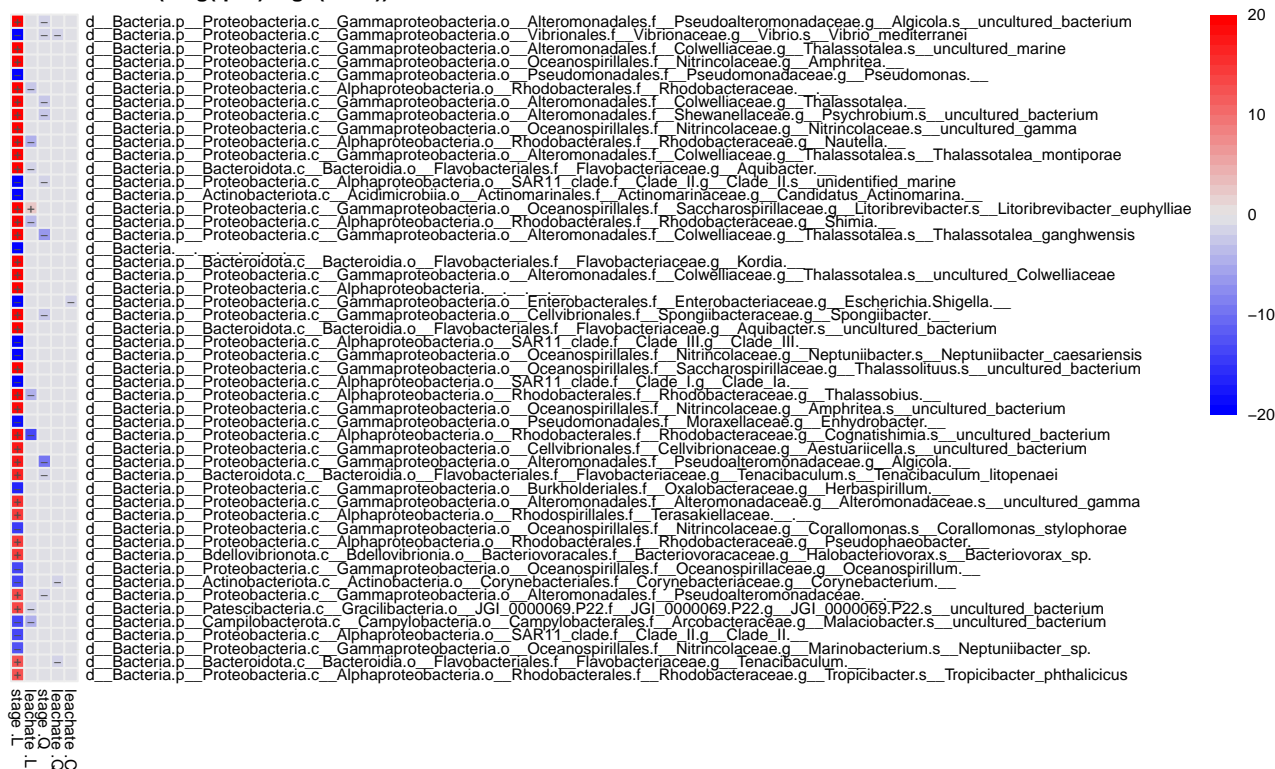 d__Bacteria.p__Proteobacteria.c__Gammaproteobacteria.o__Alteromonadales.f__Pseudoalteromonadaceae.g__Algicola.s__uncultured_bacterium
d__Bacteria.p__Proteobacteria.c__Gammaproteobacteria.o__Vibrionales.f__Vibrionaceae.g__Vibrio.s__Vibrio_mediterranei
d__Bacteria.p__Proteobacteria.c__Gammaproteobacteria.o__Alteromonadales.f__Colwelliaceae.g__Thalassotalea.s__uncultured_marine
d__Bacteria.p__Proteobacteria.c__Gammaproteobacteria.o__Oceanospirillales.f__Nitrincolaceae.g__Amphritea.__
d__Bacteria.p__Proteobacteria.c__Gammaproteobacteria.o__Pseudomonadales.f__Pseudomonadaceae.g__Pseudomonas.__
d__Bacteria.p__Proteobacteria.c__Alphaproteobacteria.o__Rhodobacterales.f__Rhodobacteraceae.__.__
d__Bacteria.p__Proteobacteria.c__Gammaproteobacteria.o__Alteromonadales.f__Colwelliaceae.g__Thalassotalea.__
d__Bacteria.p__Proteobacteria.c__Gammaproteobacteria.o__Alteromonadales.f__Shewanellaceae.g__Psychrobium.s__uncultured_bacterium
d__Bacteria.p__Proteobacteria.c__Gammaproteobacteria.o__Oceanospirillales.f__Nitrincolaceae.g__Nitrincolaceae.s__uncultured_gamma
d__Bacteria.p__Proteobacteria.c__Alphaproteobacteria.o__Rhodobacterales.f__Rhodobacteraceae.g__Nautella.__
d__Bacteria.p__Proteobacteria.c__Gammaproteobacteria.o__Alteromonadales.f__Colwelliaceae.g__Thalassotalea.s__Thalassotalea_montiporae
d__Bacteria.p__Bacteroidota.c__Bacteroidia.o__Flavobacteriales.f__Flavobacteriaceae.g__Aquibacter.__
d__Bacteria.p__Proteobacteria.c__Alphaproteobacteria.o__SAR11_clade.f__Clade_II.g__Clade_II.s__unidentified_marine
d__Bacteria.p__Actinobacteriota.c__Acidimicrobiia.o__Actinomarinales.f__Actinomarinaceae.g__Candidatus_Actinomarina.__
d__Bacteria.p__Proteobacteria.c__Gammaproteobacteria.o__Oceanospirillales.f__Saccharospirillaceae.g__Litoribrevibacter.s__Litoribrevibacter_euphylliae
d__Bacteria.p__Proteobacteria.c__Alphaproteobacteria.o__Rhodobacterales.f__Rhodobacteraceae.g__Shimia.__
d__Bacteria.p__Proteobacteria.c__Gammaproteobacteria.o__Alteromonadales.f__Colwelliaceae.g__Thalassotalea.s__Thalassotalea_ganghwensis
d__Bacteria.__.__.__.__.__.__
d__Bacteria.p__Bacteroidota.c__Bacteroidia.o__Flavobacteriales.f__Flavobacteriaceae.g__Kordia.__
d__Bacteria.p__Proteobacteria.c__Gammaproteobacteria.o__Alteromonadales.f__Colwelliaceae.g__Thalassotalea.s__uncultured_Colwelliaceae
d__Bacteria.p__Proteobacteria.c__Alphaproteobacteria.__.__.__.__
d__Bacteria.p__Proteobacteria.c__Gammaproteobacteria.o__Enterobacterales.f__Enterobacteriaceae.g__Escherichia.Shigella.__
d__Bacteria.p__Proteobacteria.c__Gammaproteobacteria.o__Cellvibrionales.f__Spongiibacteraceae.g__Spongiibacter.__
d__Bacteria.p__Bacteroidota.c__Bacteroidia.o__Flavobacteriales.f__Flavobacteriaceae.g__Aquibacter.s__uncultured_bacterium
d__Bacteria.p__Proteobacteria.c__Alphaproteobacteria.o__SAR11_clade.f__Clade_III.g__Clade_III.__
d__Bacteria.p__Proteobacteria.c__Gammaproteobacteria.o__Oceanospirillales.f__Nitrincolaceae.g__Neptuniibacter.s__Neptuniibacter_caesariensis
d__Bacteria.p__Proteobacteria.c__Gammaproteobacteria.o__Oceanospirillales.f__Saccharospirillaceae.g__Thalassolituus.s__uncultured_bacterium
d__Bacteria.p__Proteobacteria.c__Alphaproteobacteria.o__SAR11_clade.f__Clade_I.g__Clade_Ia.__
d__Bacteria.p__Proteobacteria.c__Alphaproteobacteria.o__Rhodobacterales.f__Rhodobacteraceae.g__Thalassobius.__
d__Bacteria.p__Proteobacteria.c__Gammaproteobacteria.o__Oceanospirillales.f__Nitrincolaceae.g__Amphritea.s__uncultured_bacterium
d__Bacteria.p__Proteobacteria.c__Gammaproteobacteria.o__Pseudomonadales.f__Moraxellaceae.g__Enhydrobacter.__
d__Bacteria.p__Proteobacteria.c__Alphaproteobacteria.o__Rhodobacterales.f__Rhodobacteraceae.g__Cognatishimia.s__uncultured_bacterium
d__Bacteria.p__Proteobacteria.c__Gammaproteobacteria.o__Cellvibrionales.f__Cellvibrionaceae.g__Aestuariicella.s__uncultured_bacterium
d__Bacteria.p__Proteobacteria.c__Gammaproteobacteria.o__Alteromonadales.f__Pseudoalteromonadaceae.g__Algicola.__
d__Bacteria.p__Bacteroidota.c__Bacteroidia.o__Flavobacteriales.f__Flavobacteriaceae.g__Tenacibaculum.s__Tenacibaculum_litopenaei
d__Bacteria.p__Proteobacteria.c__Gammaproteobacteria.o__Burkholderiales.f__Oxalobacteraceae.g__Herbaspirillum.__
d__Bacteria.p__Proteobacteria.c__Gammaproteobacteria.o__Alteromonadales.f__Alteromonadaceae.g__Alteromonadaceae.s__uncultured_gamma
d__Bacteria.p__Proteobacteria.c__Alphaproteobacteria.o__Rhodospirillales.f__Terasakiellaceae.__.__
d__Bacteria.p__Proteobacteria.c__Gammaproteobacteria.o__Oceanospirillales.f__Nitrincolaceae.g__Corallomonas.s__Corallomonas_stylophorae
d__Bacteria.p__Proteobacteria.c__Alphaproteobacteria.o__Rhodobacterales.f__Rhodobacteraceae.g__Pseudophaeobacter.__
d__Bacteria.p__Bdellovibrionota.c__Bdellovibrionia.o__Bacteriovoracales.f__Bacteriovoracaceae.g__Halobacteriovorax.s__Bacteriovorax_sp.
d__Bacteria.p__Proteobacteria.c__Gammaproteobacteria.o__Oceanospirillales.f__Oceanospirillaceae.g__Oceanospirillum.__
d__Bacteria.p__Actinobacteriota.c__Actinobacteria.o__Corynebacteriales.f__Corynebacteriaceae.g__Corynebacterium.__
d__Bacteria.p__Proteobacteria.c__Gammaproteobacteria.o__Alteromonadales.f__Pseudoalteromonadaceae.__.__
d__Bacteria.p__Patescibacteria.c__Gracilibacteria.o__JGI_0000069.P22.f__JGI_0000069.P22.g__JGI_0000069.P22.s__uncultured_bacterium
d__Bacteria.p__Campilobacterota.c__Campylobacteria.o__Campylobacterales.f__Arcobacteraceae.g__Malaciobacter.s__uncultured_bacterium
d__Bacteria.p__Proteobacteria.c__Alphaproteobacteria.o__SAR11_clade.f__Clade_II.g__Clade_II.__
d__Bacteria.p__Proteobacteria.c__Gammaproteobacteria.o__Oceanospirillales.f__Nitrincolaceae.g__Marinobacterium.s__Neptuniibacter_sp.
d__Bacteria.p__Bacteroidota.c__Bacteroidia.o__Flavobacteriales.f__Flavobacteriaceae.g__Tenacibaculum.__
d__Bacteria.p__Proteobacteria.c__Alphaproteobacteria.o__Rhodobacterales.f__Rhodobacteraceae.g__Tropicibacter.s__Tropicibacter_phthalicicus
stage .L
leachate .L
stage .Q
leachate .Q
leachate .C
20
10
0
−10
−20